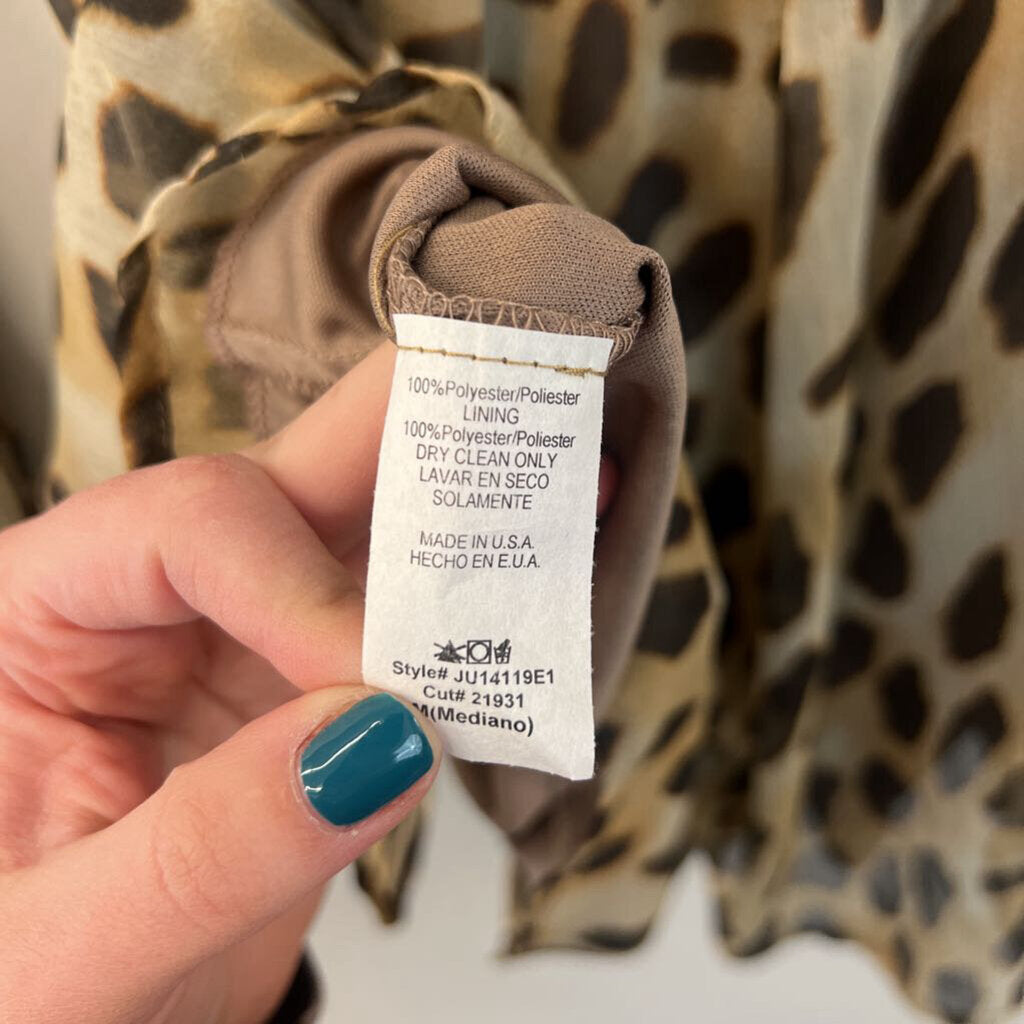 100%Polyester/Poliester
LINING
100%Polyester/Poliester
DRY CLEAN ONLY
LAVAR EN SECO
SOLAMENTE
MADE IN U.S.A.
HECHO EN E.U.A.
Style# JU14119E1
Cut# 21931
M(Mediano)